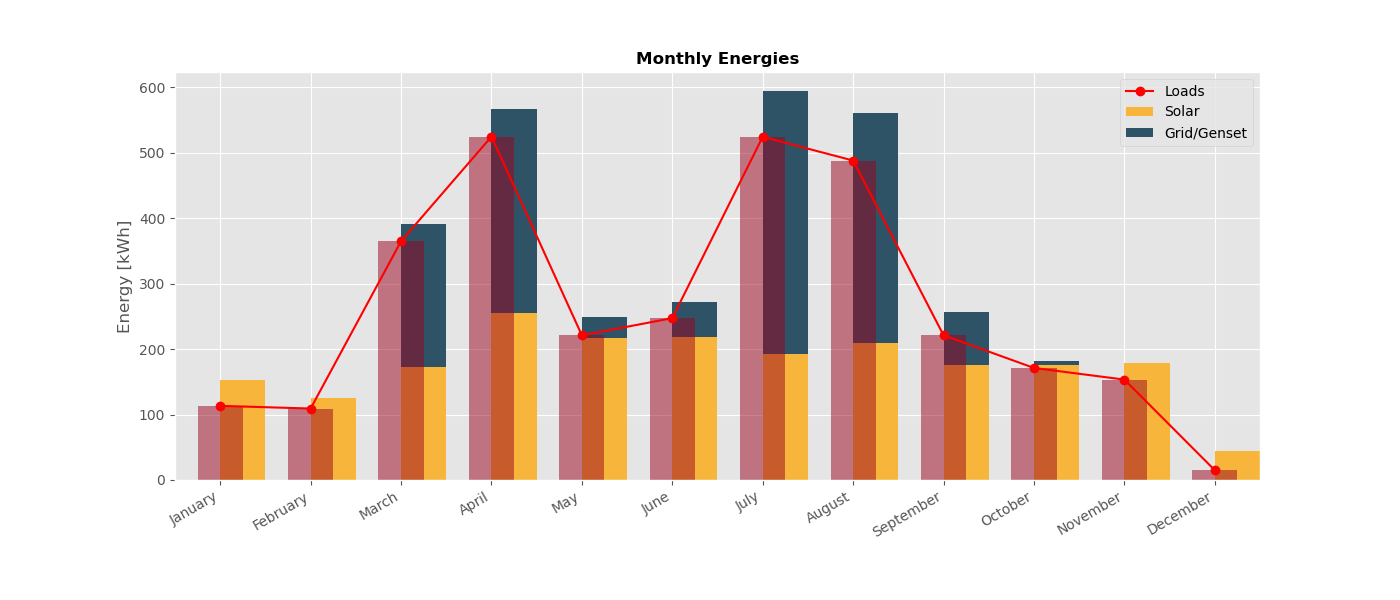 Monthly Energies
Loads
Solar
Grid/Genset
Energy [kWh]
600
500
400
300
200
100
0
January
February
March
April
May
June
July
August
September
October
November
December